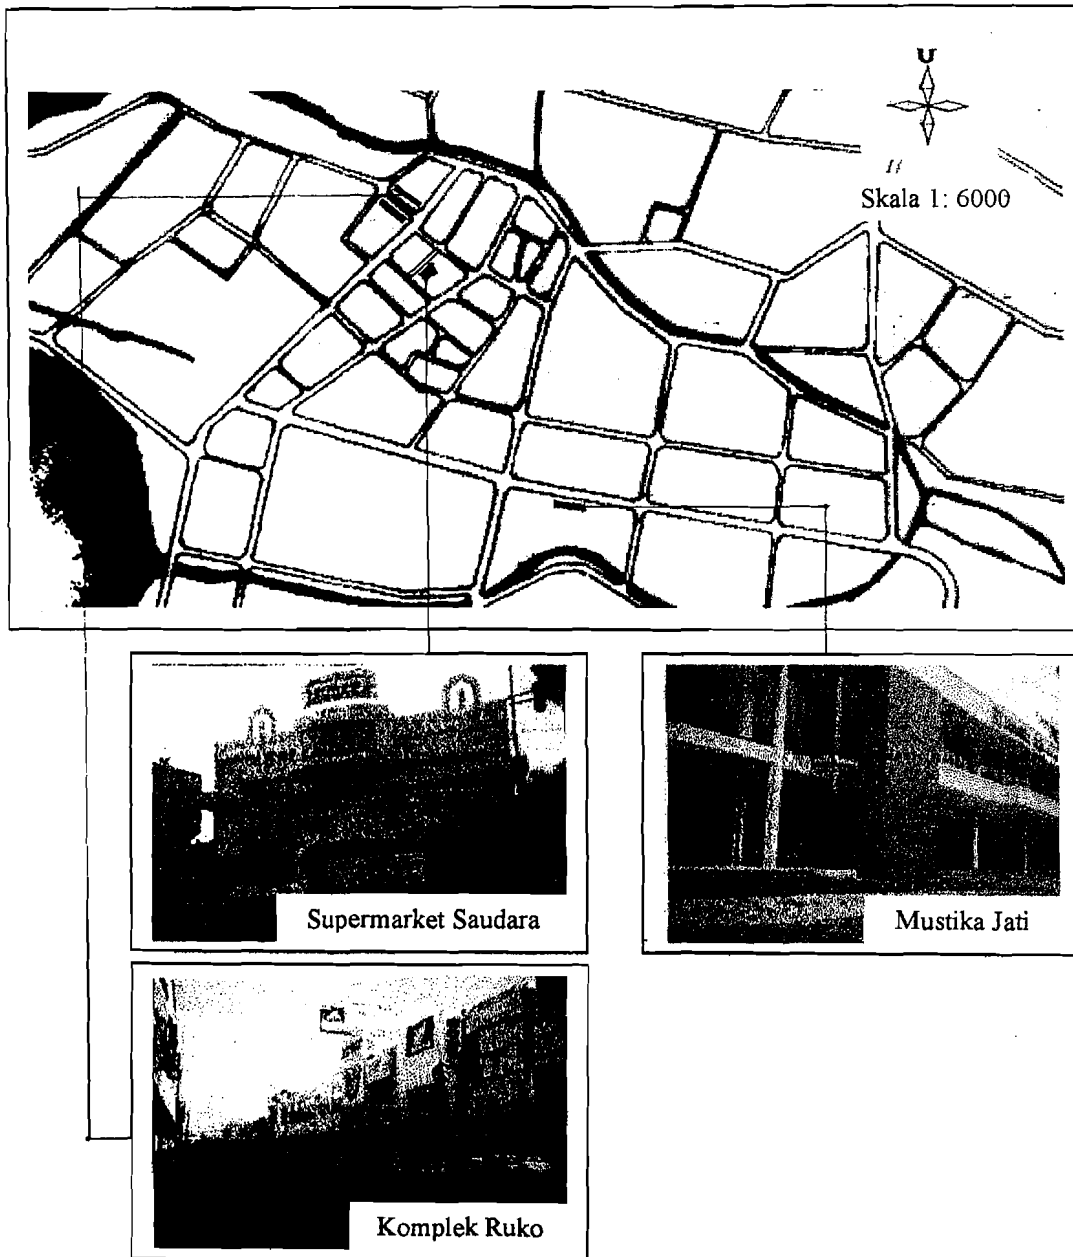 U
Skala 1: 6000
Supermarket Saudara
Mustika Jati
Komplek Ruko